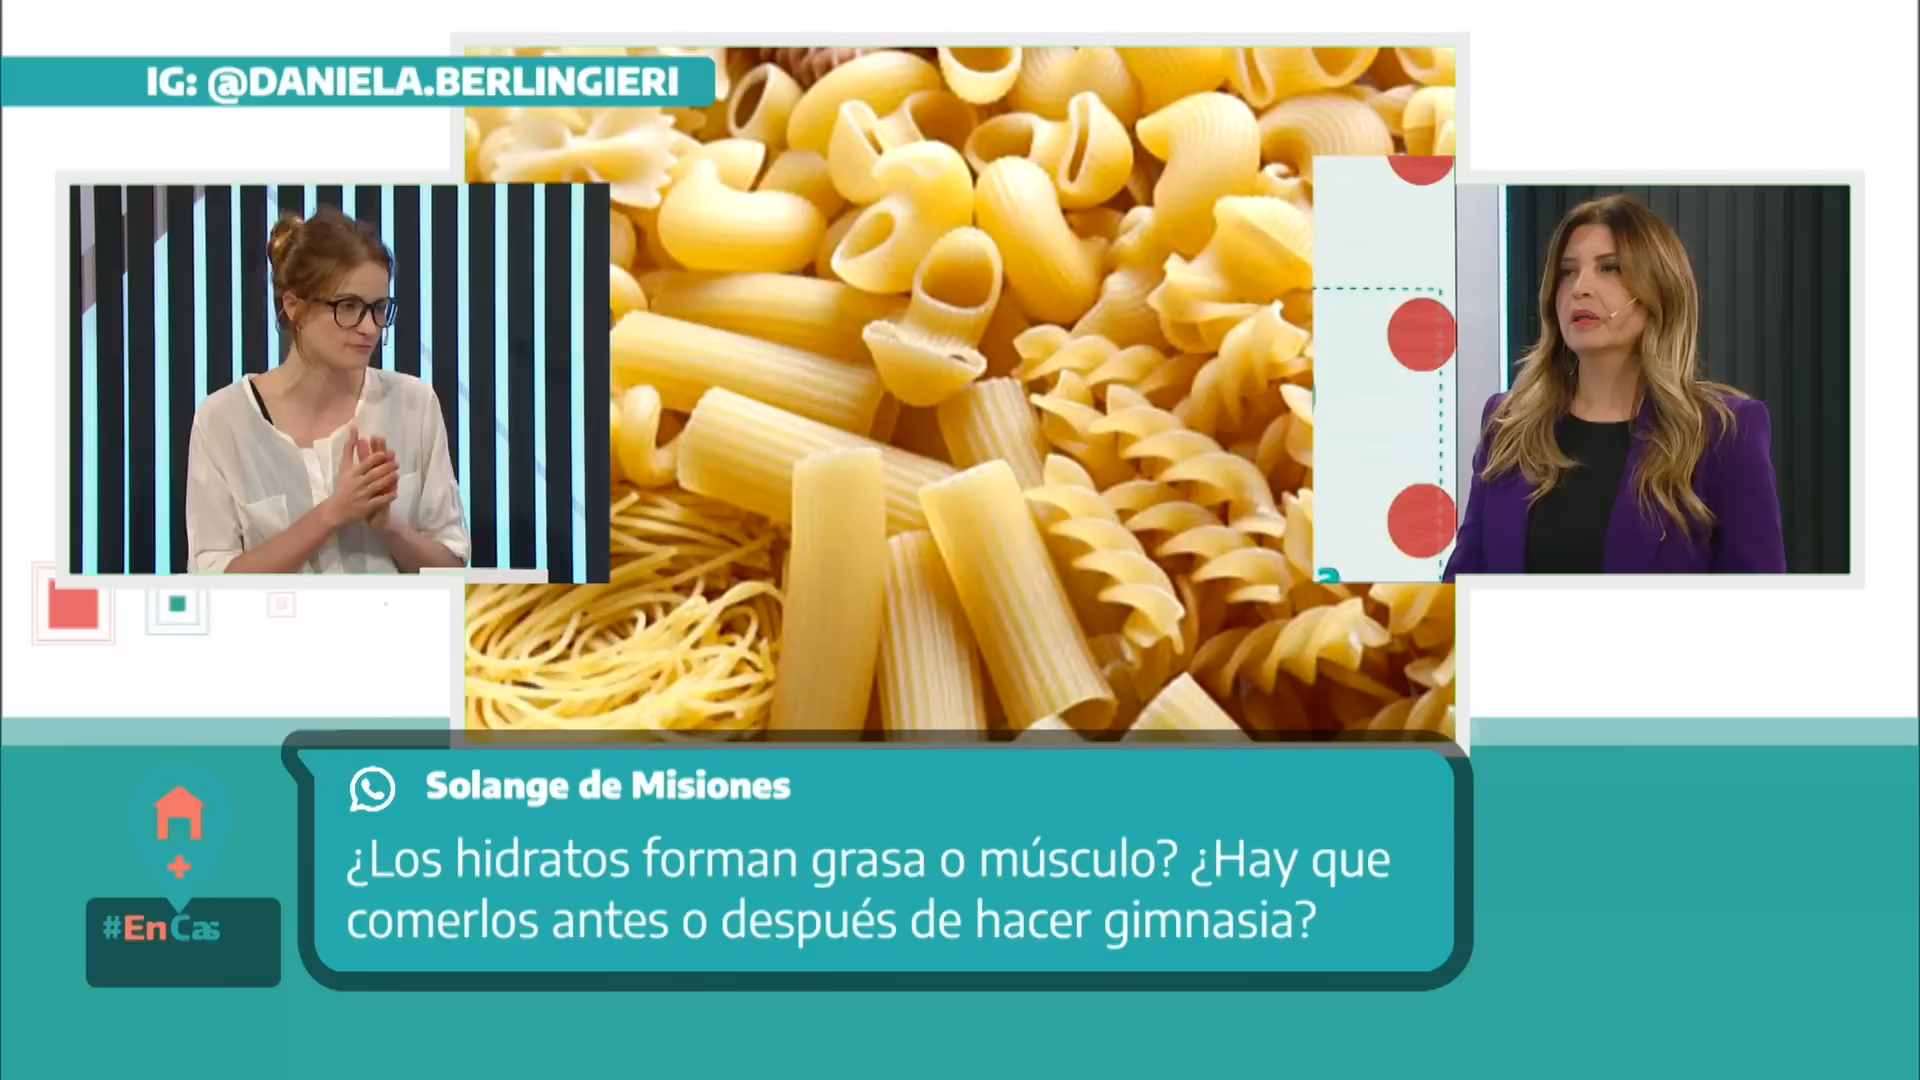 IG: @DANIELA.BERLINGIERI
Solange de Misiones
¿Los hidratos forman grasa o músculo? ¿Hay que
comerlos antes o después de hacer gimnasia?
#EnCas